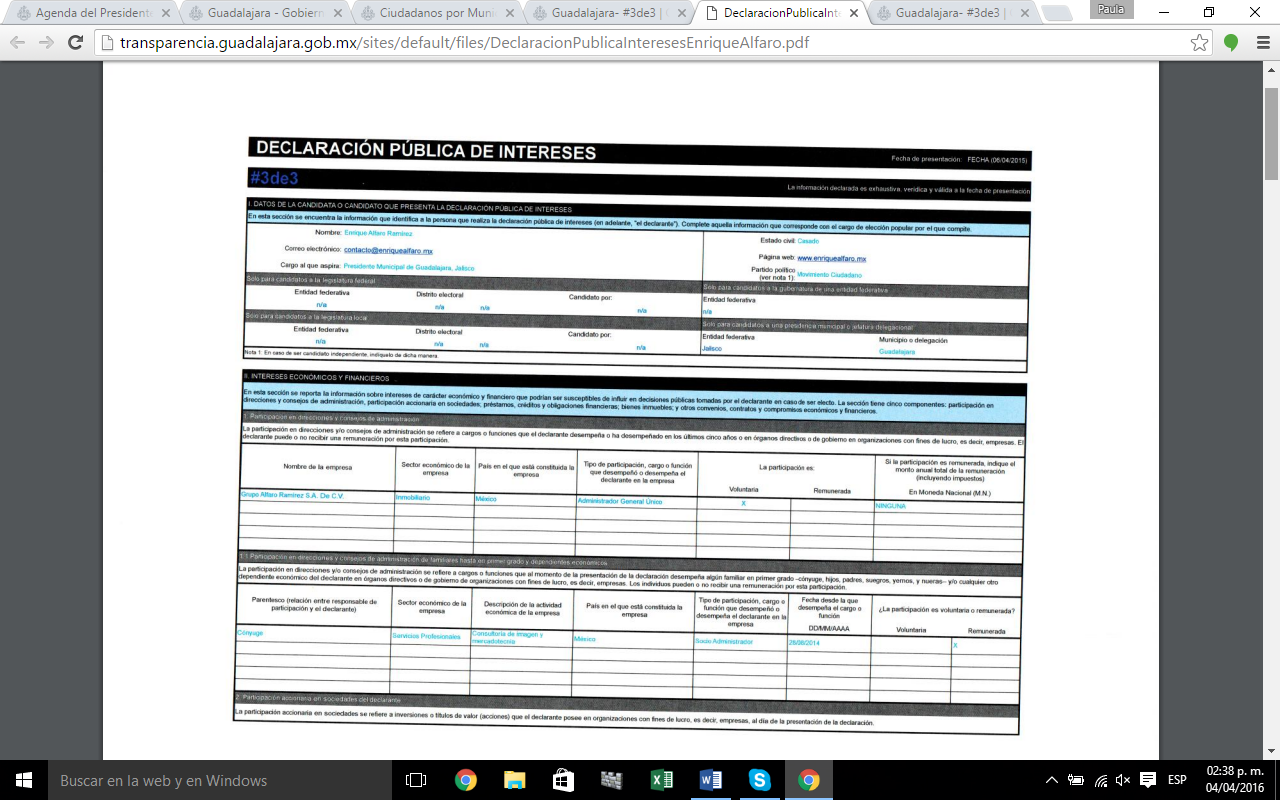 Agenda del Presidente
Guadalajara - Gobiern
Ciudadanos por Muni
Guadalajara- #3de3 |
DeclaracionPublicaInt
Guadalajara- #3de3 |
Paula
transparencia.guadalajara.gob.mx/sites/default/files/DeclaracionPublicaInteresesEnriqueAlfaro.pdf
DECLARACIÓN PÚBLICA DE INTERESES
Fecha de presentación: FECHA (06/04/2015)
#3de3
La nformación declarada es exhaustiva, verídica y válida a la fecha de presentación
I. DATOS DE LA CANDIDATA O CANDIDATO QUE PRESENTA LA DECLARACIÓN PÚBLICA DE INTERESES
En esta sección se encuentra la información que identifica a la persona que realiza la declaración pública de intereses (en adelante, "el declarante"). Complete aquella información que corresponde con el cargo de elección popular por el que compite.
Nombre: Enrique Alfaro Ramírez
Estado civil: Casado
Correo electrónico: contacto@enriquealfaro.mx
Página web: www.enriquealfaro.mx
Cargo al que aspira: Presidente Municipal de Guadalajara, Jalisco
Partido político (ver nota 1): Movimiento Ciudadano
Solo para candidatos a la legislatura federal
Solo para candidatos a la gubernatura de una entidad federativa
Entidad federativa
Distrito electoral
Candidato por:
Entidad federativa
n/a
n/a
n/a
n/a
n/a
Solo para candidatos a la legislatura local
Solo para candidatos a una presidencia municipal o jefatura delegacional
Entidad federativa
Distrito electoral
Candidato por:
Entidad federativa
Municipio o delegación
n/a
n/a
n/a
n/a
Jalisco
Guadalajara
Nota 1: En caso de ser candidato independiente, indíquelo de dicha manera.
II. INTERESES ECONÓMICOS Y FINANCIEROS
En esta sección se reporta la información sobre intereses de carácter económico y financiero que podrían ser susceptibles de influir en decisiones públicas tomadas por el declarante en caso de ser electo. La sección tiene cinco componentes: participación en
direcciones y consejos de administración, participación accionaria en sociedades; préstamos, créditos y obligaciones financieras; bienes inmuebles; y otros convenios, contratos y compromisos económicos y financieros.
1. Participación en direcciones y consejos de administración
La participación en direcciones y/o consejos de administración se refiere a cargos o funciones que el declarante desempeña o ha desempeñado en los últimos cinco años o en órganos directivos o de gobierno en organizaciones con fines de lucro, es decir, empresas. El
declarante puede o no recibir una remuneración por esta participación.
Nombre de la empresa
Sector económico de la empresa
País en el que está constituida la empresa
Tipo de participación, cargo o función que desempeñó o desempeña el declarante en la empresa
La participación es:
Voluntaria
Remunerada
Si la participación es remunerada, indique el monto anual total de la remuneración (incluyendo impuestos)
En Moneda Nacional (M.N.)
Grupo Alfaro Ramírez S.A. De C.V.
Inmobiliario
México
Administrador General Único
X
NINGUNA
1.1 Participación en direcciones y consejos de administración de familiares hasta en primer grado y dependientes económicos
La participación en direcciones y/o consejos de administración se refiere a cargos o funciones que al momento de la presentación de la declaración desempeña algún familiar en primer grado –cónyuge, hijos, padres, suegros, yernos, y nueras– y/o cualquier otro
dependiente económico del declarante en órganos directivos o de gobierno de organizaciones con fines de lucro, es decir, empresas. Los individuos pueden o no recibir una remuneración por esta participación.
Parentesco (relación entre responsable de participación y el declarante)
Sector económico de la empresa
Descripción de la actividad económica de la empresa
País en el que está constituida la empresa
Tipo de participación, cargo o función que desempeñó o desempeña el declarante en la empresa
Fecha desde la que desempeña el cargo o función
DD/MM/AAAA
¿La participación es voluntaria o remunerada?
Voluntaria
Remunerada
Cónyuge
Servicios Profesionales
Consultoría de imagen y mercadotecnia
México
Socio Administrador
26/08/2014
X
2. Participación accionaria en sociedades del declarante
La participación accionaria en sociedades se refiere a inversiones o títulos de valor (acciones) que el declarante posee en organizaciones con fines de lucro, es decir, empresas, al día de la presentación de la declaración.
Buscar en la web y en Windows
ESP
02:38 p. m.
04/04/2016